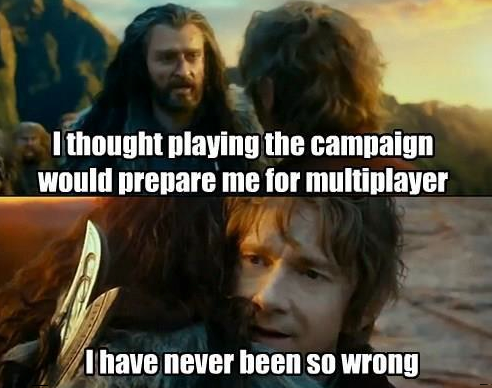 I thought playing the campaign
would prepare me for multiplayer
I have never been so wrong